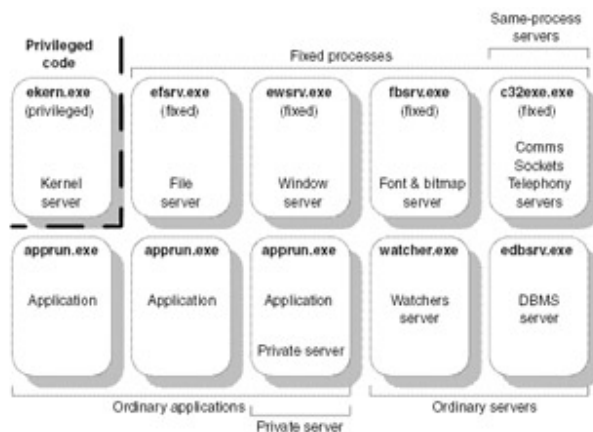 Same-process
servers
Privileged
code
Fixed processes
ekern.exe
(privileged)
Kernel
server
efsrv.exe
(fixed)
File
server
ewsrv.exe
(fixed)
Window
server
fbsrv.exe
(fixed)
Font & bitmap
server
c32exe.exe
(fixed)
Comms
Sockets
Telephony
servers
apprun.exe
Application
apprun.exe
Application
apprun.exe
Application
Private server
watcher.exe
Watchers
server
edbsrv.exe
DBMS
server
Ordinary applications
Private server
Ordinary servers